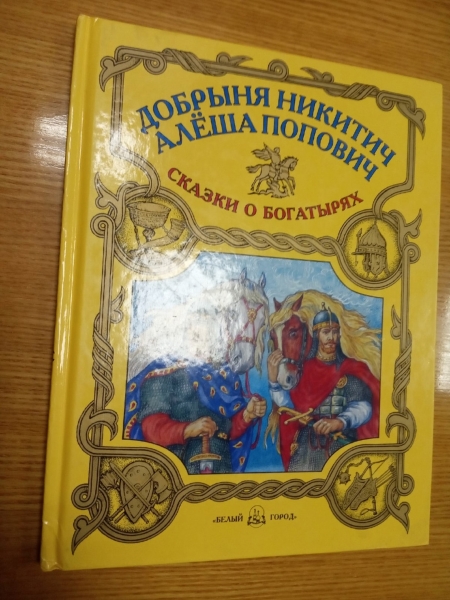 ДОБРЫНЯ НИКИТИЧ
АЛЁША ПОПОВИЧ
СКАЗКИ О БОГАТЫРЯХ
«БЕЛЫЙ ГОРОД»